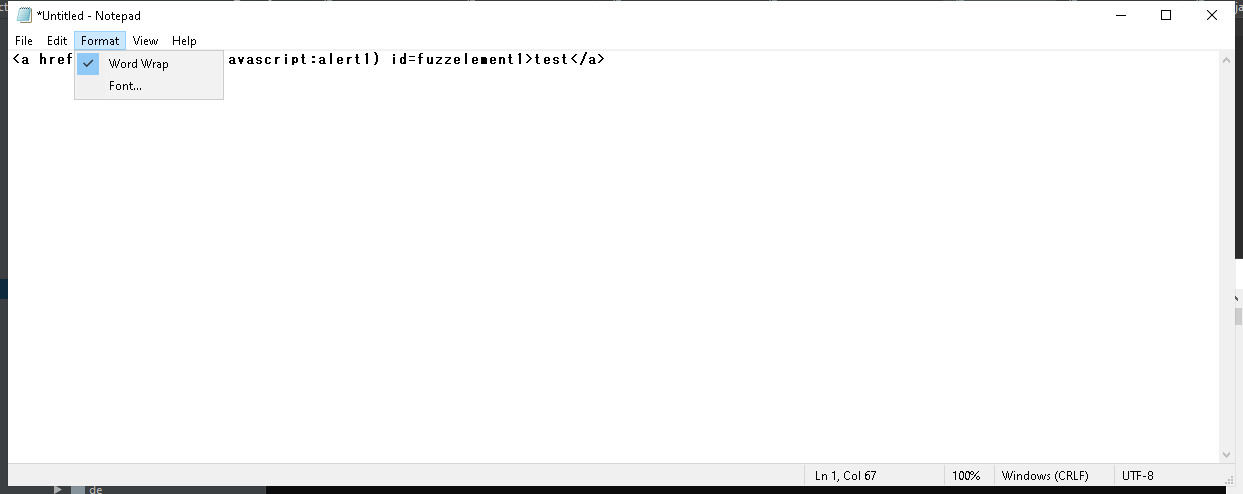 *Untitled - Notepad
File Edit Format View Help
<a href avascript:alert1) id=fuzzelement1>test</a>
Word Wrap
Font...
Ln 1, Col 67 100% Windows (CRLF) UTF-8
de